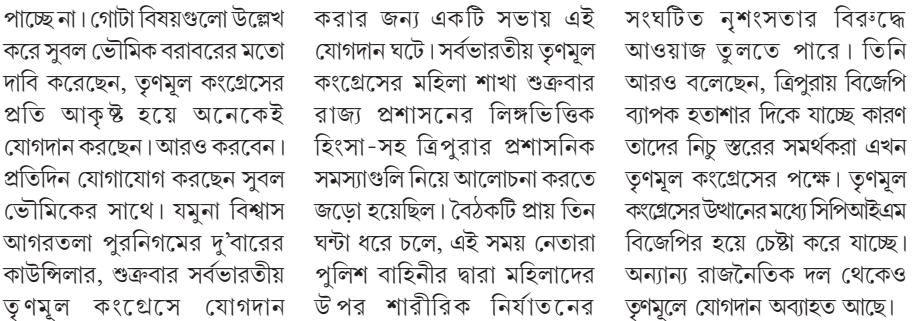 পাচ্ছে না। গোটা বিষয়গুলো উল্লেখ
করে সুবল ভৌমিক বরাবরের মতো
দাবি করেছেন, তৃণমূল কংগ্রেসের
প্রতি আকৃষ্ট হয়ে অনেকেই
যোগদান করছেন। আরও করবেন।
প্রতিদিন যোগাযোগ করছেন সুবল
ভৌমিকের সাথে। যমুনা বিশ্বাস
আগরতলা পুরনিগমের দু'বারের
কাউন্সিলার, শুক্রবার সর্বভারতীয়
তৃণমূল কংগ্রেসে যোগদান
করার জন্য একটি সভায় এই
যোগদান ঘটে। সর্বভারতীয় তৃণমূল
কংগ্রেসের মহিলা শাখা শুক্রবার
রাজ্য প্রশাসনের লিঙ্গভিত্তিক
হিংসা-সহ ত্রিপুরার প্রশাসনিক
সমস্যাগুলি নিয়ে আলোচনা করতে
জড়ো হয়েছিল। বৈঠকটি প্রায় তিন
ঘন্টা ধরে চলে, এই সময় নেতারা
পুলিশ বাহিনীর দ্বারা মহিলাদের
উপর শারীরিক নির্যাতনের
সংঘটিত নৃশংসতার বিরুদ্ধে
আওয়াজ তুলতে পারে। তিনি
আরও বলেছেন, ত্রিপুরায় বিজেপি
ব্যাপক হতাশার দিকে যাচ্ছে কারণ
তাদের নিচু স্তরের সমর্থকরা এখন
তৃণমূল কংগ্রেসের পক্ষে। তৃণমূল
কংগ্রেসের উত্থানের মধ্যে সিপিআইএম
বিজেপির হয়ে চেষ্টা করে যাচ্ছে।
অন্যান্য রাজনৈতিক দল থেকেও
তৃণমূলে যোগদান অব্যাহত আছে।